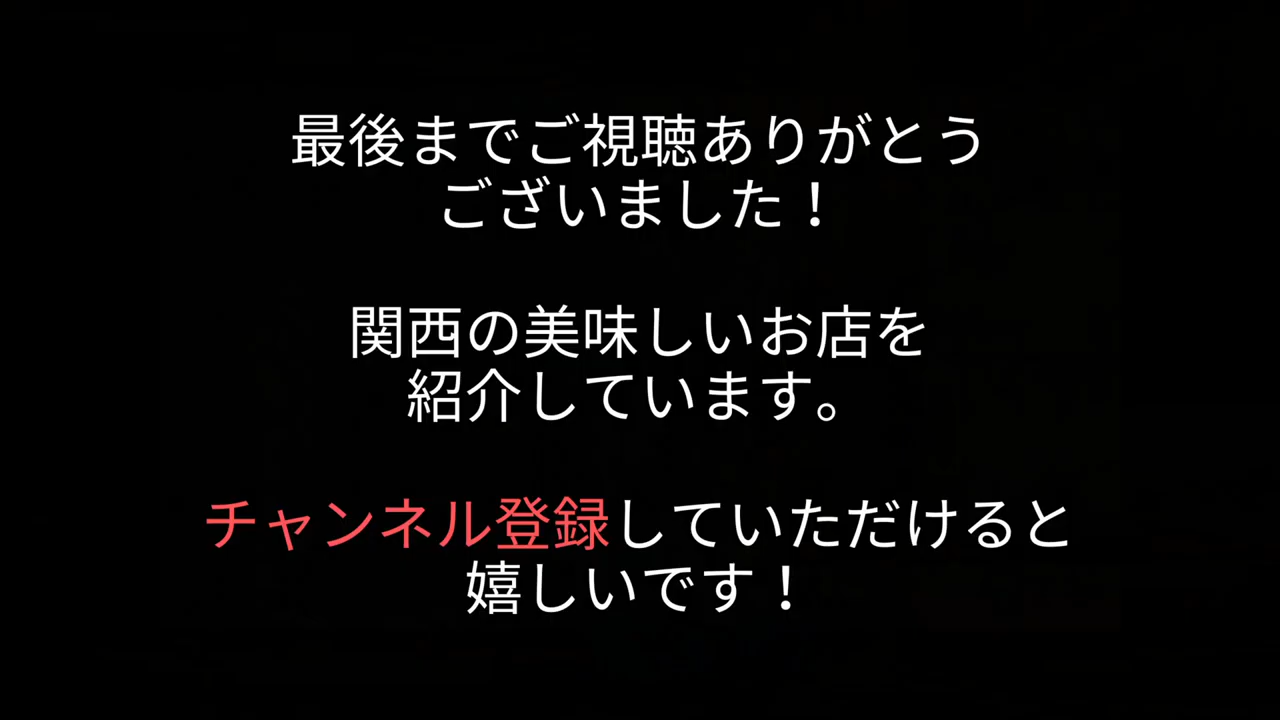 最後までご視聴ありがとう
ございました！
関西の美味しいお店を
紹介しています。
チャンネル登録していただけると
嬉しいです！